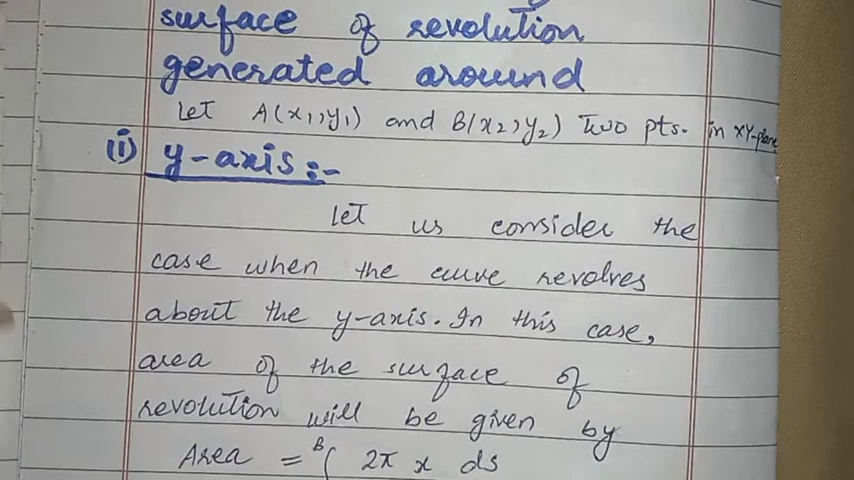 surface of revolution
generated around
Let A(x1,y1) and B(x2,y2) Two pts. in XY-plane
(i) y-axis:-
Let us consider the
case when the curve revolves
about the y-axis. In this case,
area of the surface of
revolution will be given by
Area = B∫ 2π x ds